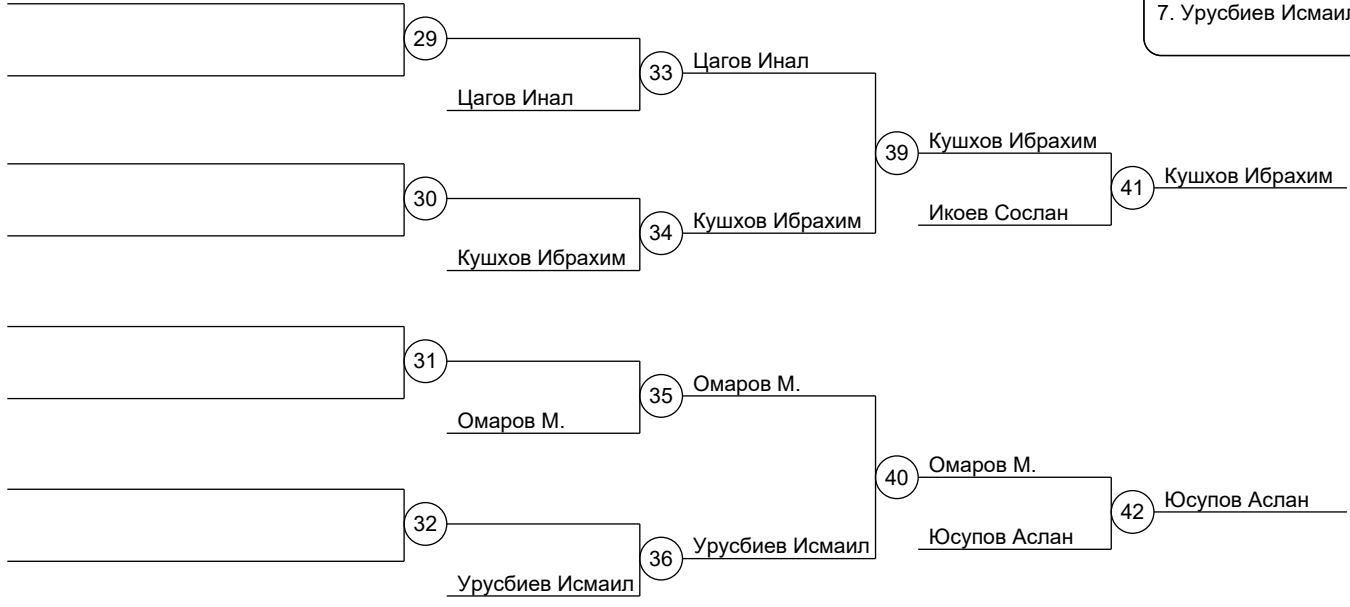 7. Урусбиев Исмаил
29
33
Цагов Инал
Цагов Инал
39
Кушхов Ибрахим
41
Кушхов Ибрахим
30
Икоев Сослан
34
Кушхов Ибрахим
Кушхов Ибрахим
31
35
Омаров М.
Омаров М.
40
Омаров М.
42
Юсупов Аслан
32
Юсупов Аслан
36
Урусбиев Исмаил
Урусбиев Исмаил